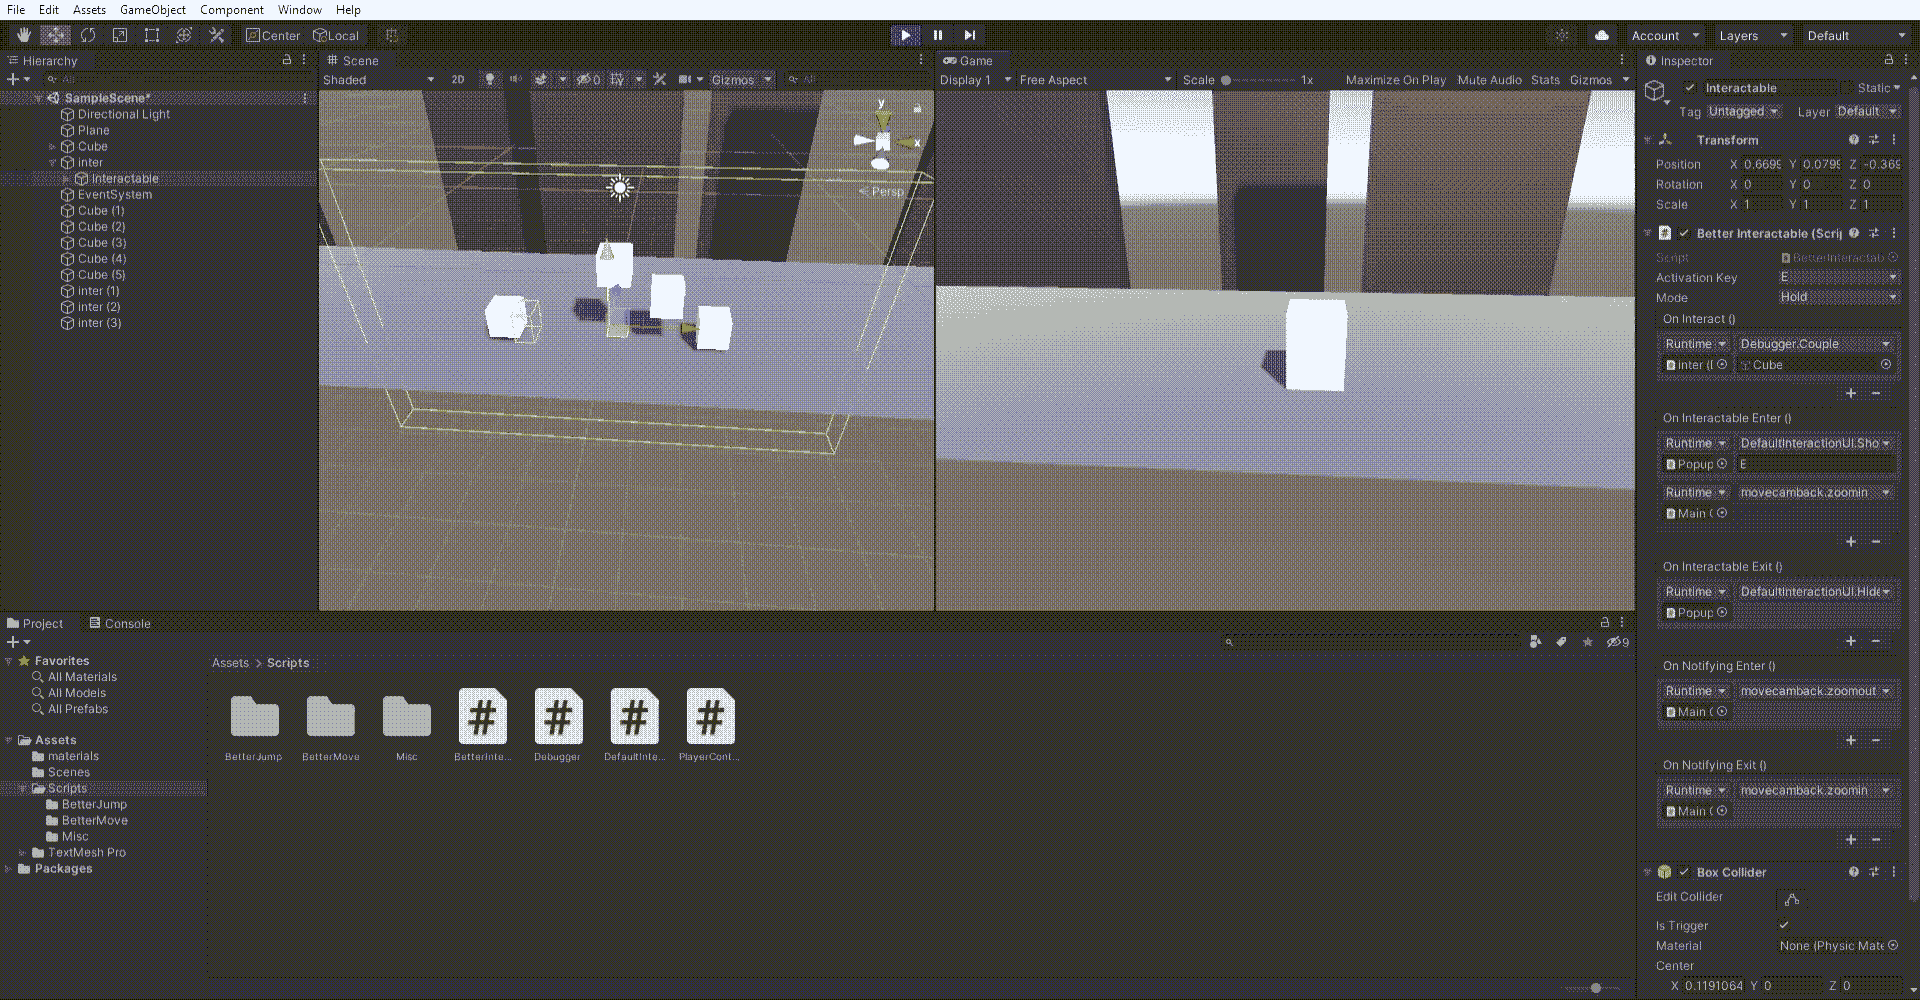 File Edit Assets GameObject Component Window Help
Center Local
Account Layers Default
Hierarchy
All
SampleScene*
Directional Light
Plane
Cube
inter
Interactable
EventSystem
Cube (1)
Cube (2)
Cube (3)
Cube (4)
Cube (5)
inter (1)
inter (2)
inter (3)
Scene
Shaded 2D 0 Gizmos All
y
x
Persp
Game
Display 1 Free Aspect Scale 1x Maximize On Play Mute Audio Stats Gizmos
Inspector
Interactable Static
Tag Untagged Layer Default
Transform
Position X 0.6699 Y 0.0799 Z -0.369
Rotation X 0 Y 0 Z 0
Scale X 1 Y 1 Z 1
# Better Interactable (Scrip
Script BetterInteractab
Activation Key E
Mode Hold
On Interact ()
Runtime Debugger.Couple
Inter (I Cube
+ −
On Interactable Enter ()
Runtime DefaultInteractionUI.Sho
Popup E
Runtime movecamback.zoomin
Main (
+ −
On Interactable Exit ()
Runtime DefaultInteractionUI.Hide
Popup
+ −
On Notifying Enter ()
Runtime movecamback.zoomout
Main (
+ −
On Notifying Exit ()
Runtime movecamback.zoomin
Main (
+ −
Box Collider
Edit Collider
Is Trigger
Material None (Physic Mate
Center
X 0.1191064 Y 0 Z 0
Project Console
9
Favorites
All Materials
All Models
All Prefabs
Assets
materials
Scenes
Scripts
BetterJump
BetterMove
Misc
TextMesh Pro
Packages
Assets > Scripts
# # # #
BetterJump BetterMove Misc BetterInte... Debugger DefaultInte... PlayerCont...